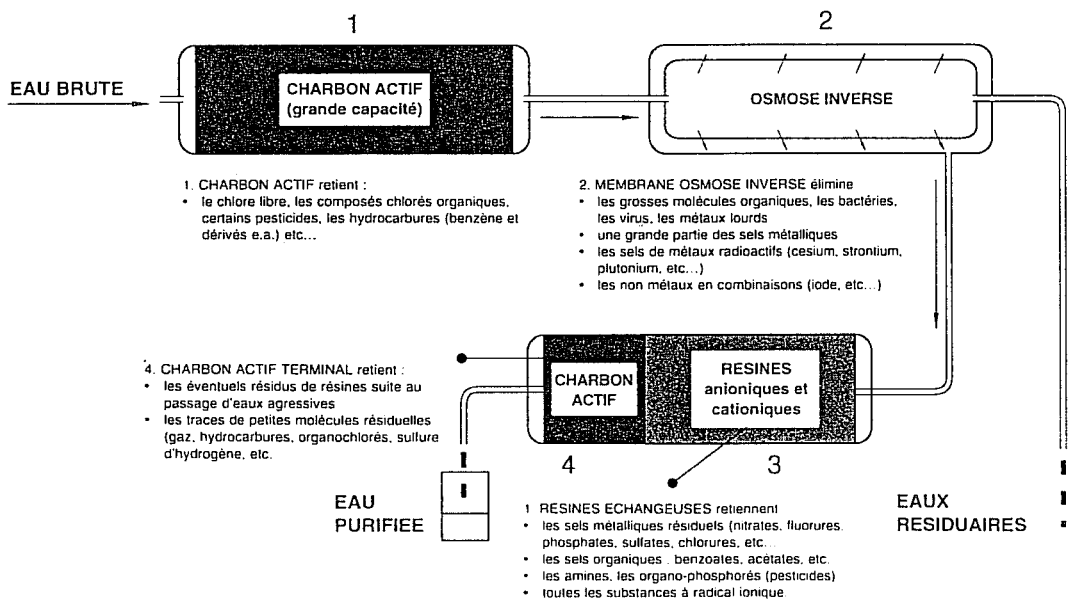 1
2
EAU BRUTE
CHARBON ACTIF
(grande capacité)
OSMOSE INVERSE
1. CHARBON ACTIF retient :
• le chlore libre, les composés chlorés organiques,
certains pesticides, les hydrocarbures (benzène et
dérivés e.a.) etc...
2. MEMBRANE OSMOSE INVERSE élimine
• les grosses molécules organiques, les bactéries,
les virus, les métaux lourds
• une grande partie des sels métalliques
• les sels de métaux radioactifs (cesium, strontium,
plutonium, etc...)
• les non métaux en combinaisons (iode, etc...)
4. CHARBON ACTIF TERMINAL retient :
• les éventuels résidus de résines suite au
passage d'eaux agressives
• les traces de petites molécules résiduelles
(gaz, hydrocarbures, organochlorés, sulfure
d'hydrogène, etc.
CHARBON
ACTIF
RESINES
anioniques et
cationiques
4
3
EAU
PURIFIEE
1 RESINES ECHANGEUSES retiennent
• les sels métalliques résiduels (nitrates, fluorures,
phosphates, sulfates, chlorures, etc...
• les sels organiques : benzoates, acétates, etc.
• les amines, les organo-phosphorés (pesticides)
• toutes les substances à radical ionique
EAUX
RESIDUAIRES